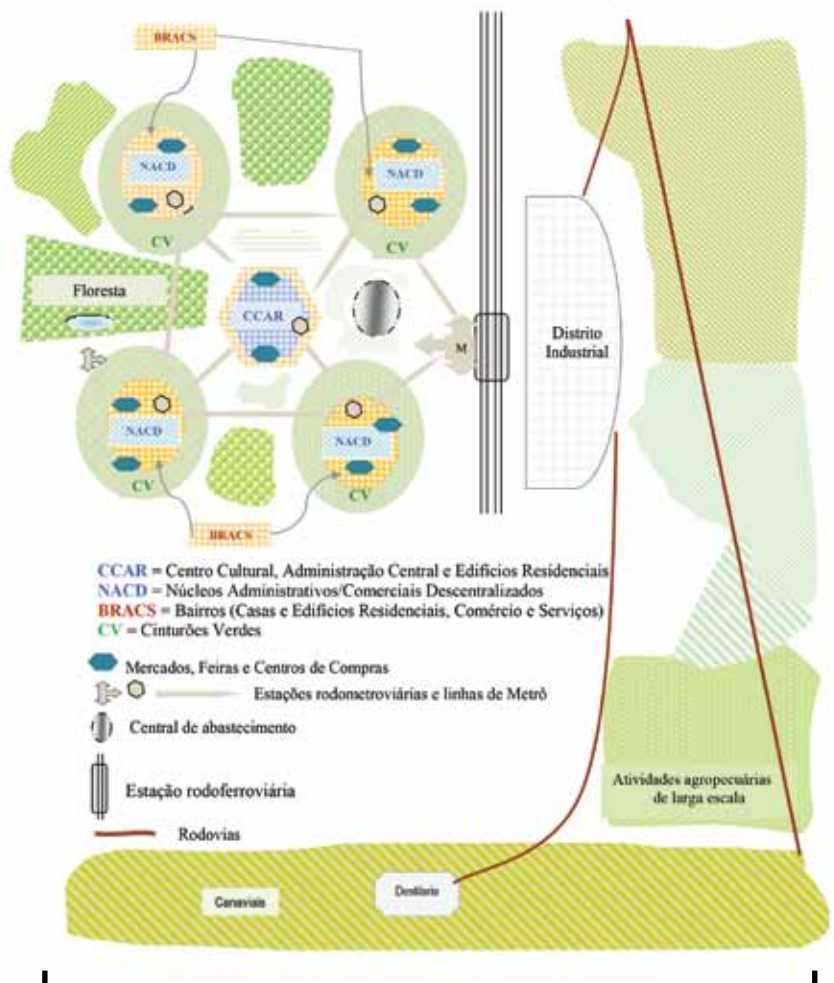 BRACS
NACD
NACD
CV
CV
Floresta
CCAR
M
Distrito
Industrial
NACD
NACD
CV
CV
BRACS
CCAR = Centro Cultural, Administração Central e Edifícios Residenciais
NACD = Núcleos Administrativos/Comerciais Descentralizados
BRACS = Bairros (Casas e Edifícios Residenciais, Comércio e Serviços)
CV = Cinturões Verdes
Mercados, Feiras e Centros de Compras
Estações rodometroviárias e linhas de Metrô
Central de abastecimento
Estação rodoferroviária
Rodovias
Atividades agropecuárias
de larga escala
Canaviais
Destilaria